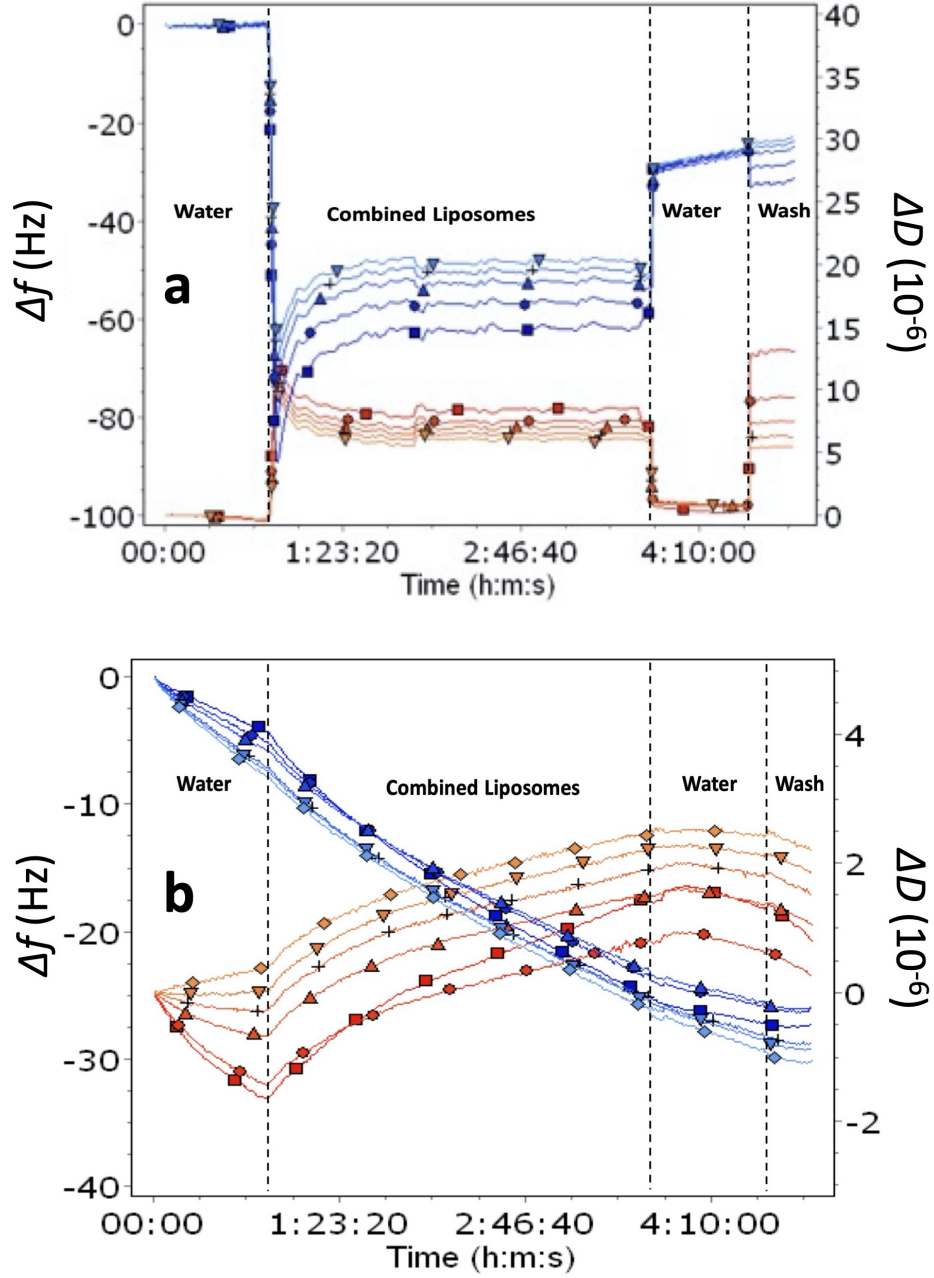 0
-20
-40
-60
-80
-100
Δf (Hz)
40
35
30
25
20
15
10
5
0
ΔD (10-6)
Water
Combined Liposomes
Water
Wash
a
00:00
1:23:20
2:46:40
4:10:00
Time (h:m:s)
0
-10
-20
-30
-40
Δf (Hz)
4
2
0
-2
ΔD (10-6)
Water
Combined Liposomes
Water
Wash
b
00:00
1:23:20
2:46:40
4:10:00
Time (h:m:s)